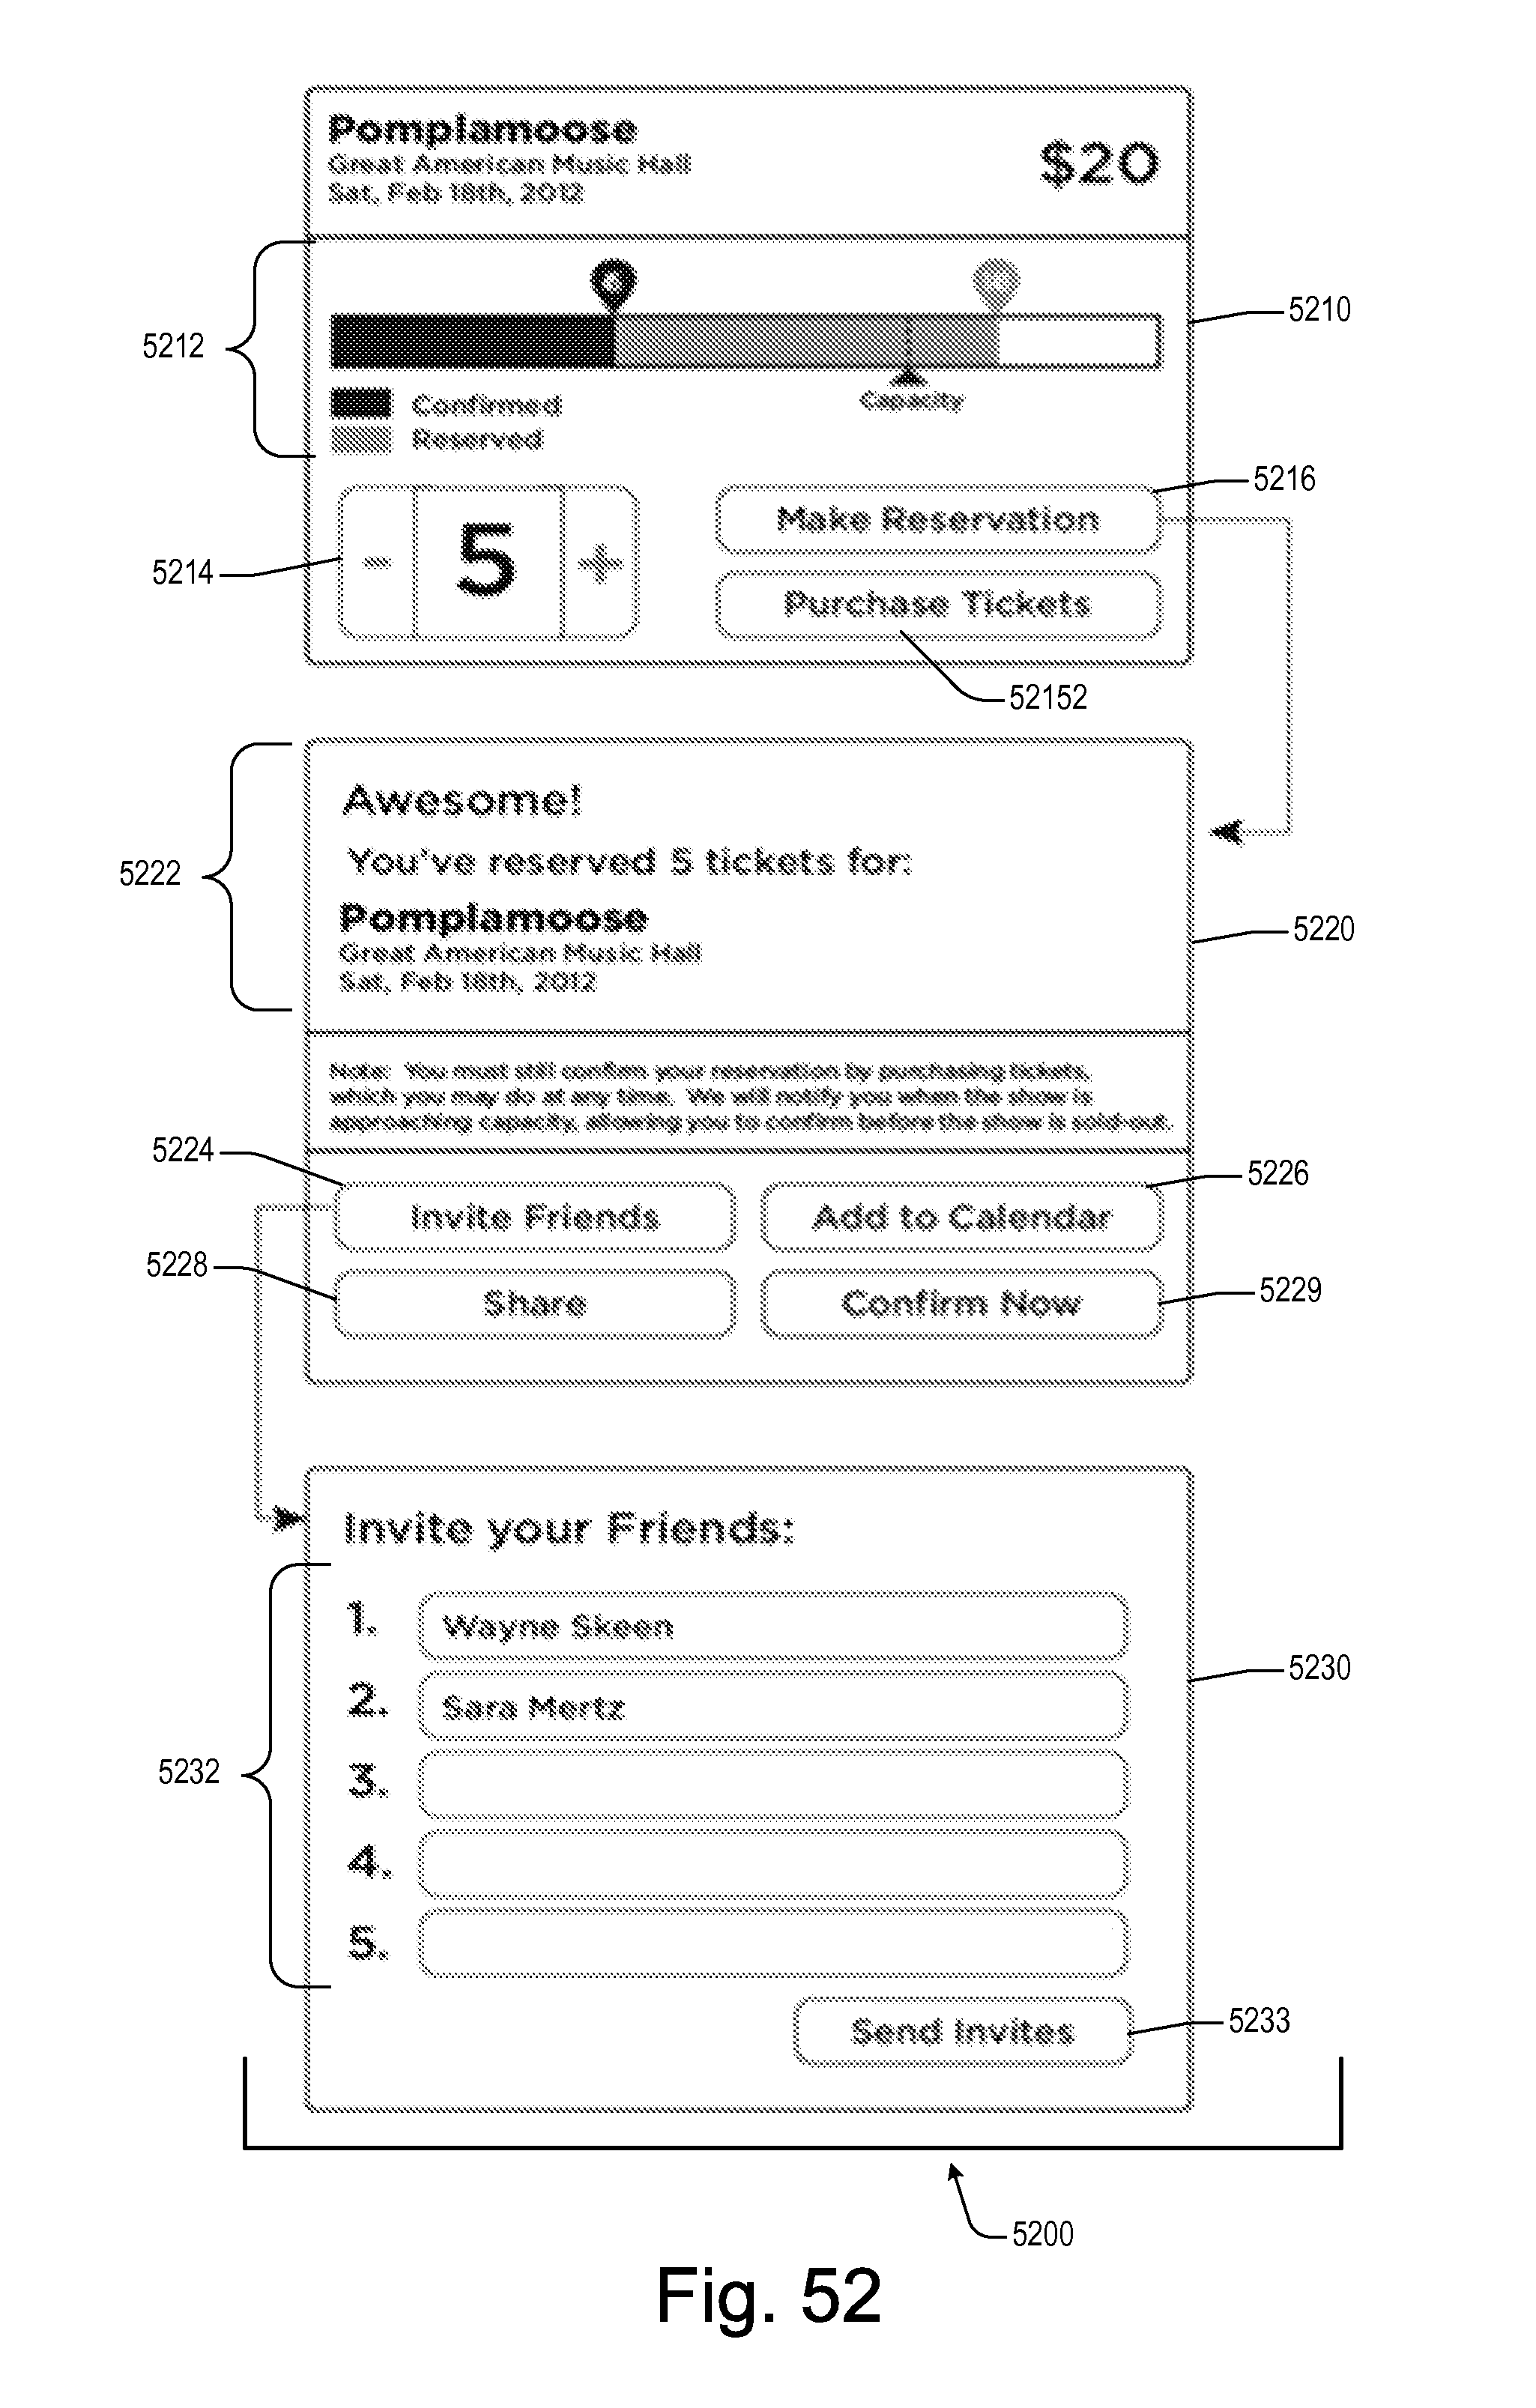 Pomplamoose
Great American Music Hall
Sat, Feb 18th, 2012
$20
5210
5212
Confirmed
Reserved
Capacity
5216
5214
-
5
+
Make Reservation
Purchase Tickets
52152
Awesome!
You've reserved 5 tickets for:
Pomplamoose
Great American Music Hall
Sat, Feb 18th, 2012
5222
5220
Note: You must still confirm your reservation by purchasing tickets,
which you may do at any time. We will notify you when the show is
approaching capacity, allowing you to confirm before the show is sold-out.
5224
5226
Invite Friends
Add to Calendar
5228
Share
Confirm Now
5229
Invite your Friends:
1. Wayne Skeen
2. Sara Mertz
3.
4.
5.
5230
5232
Send Invites
5233
5200
Fig. 52